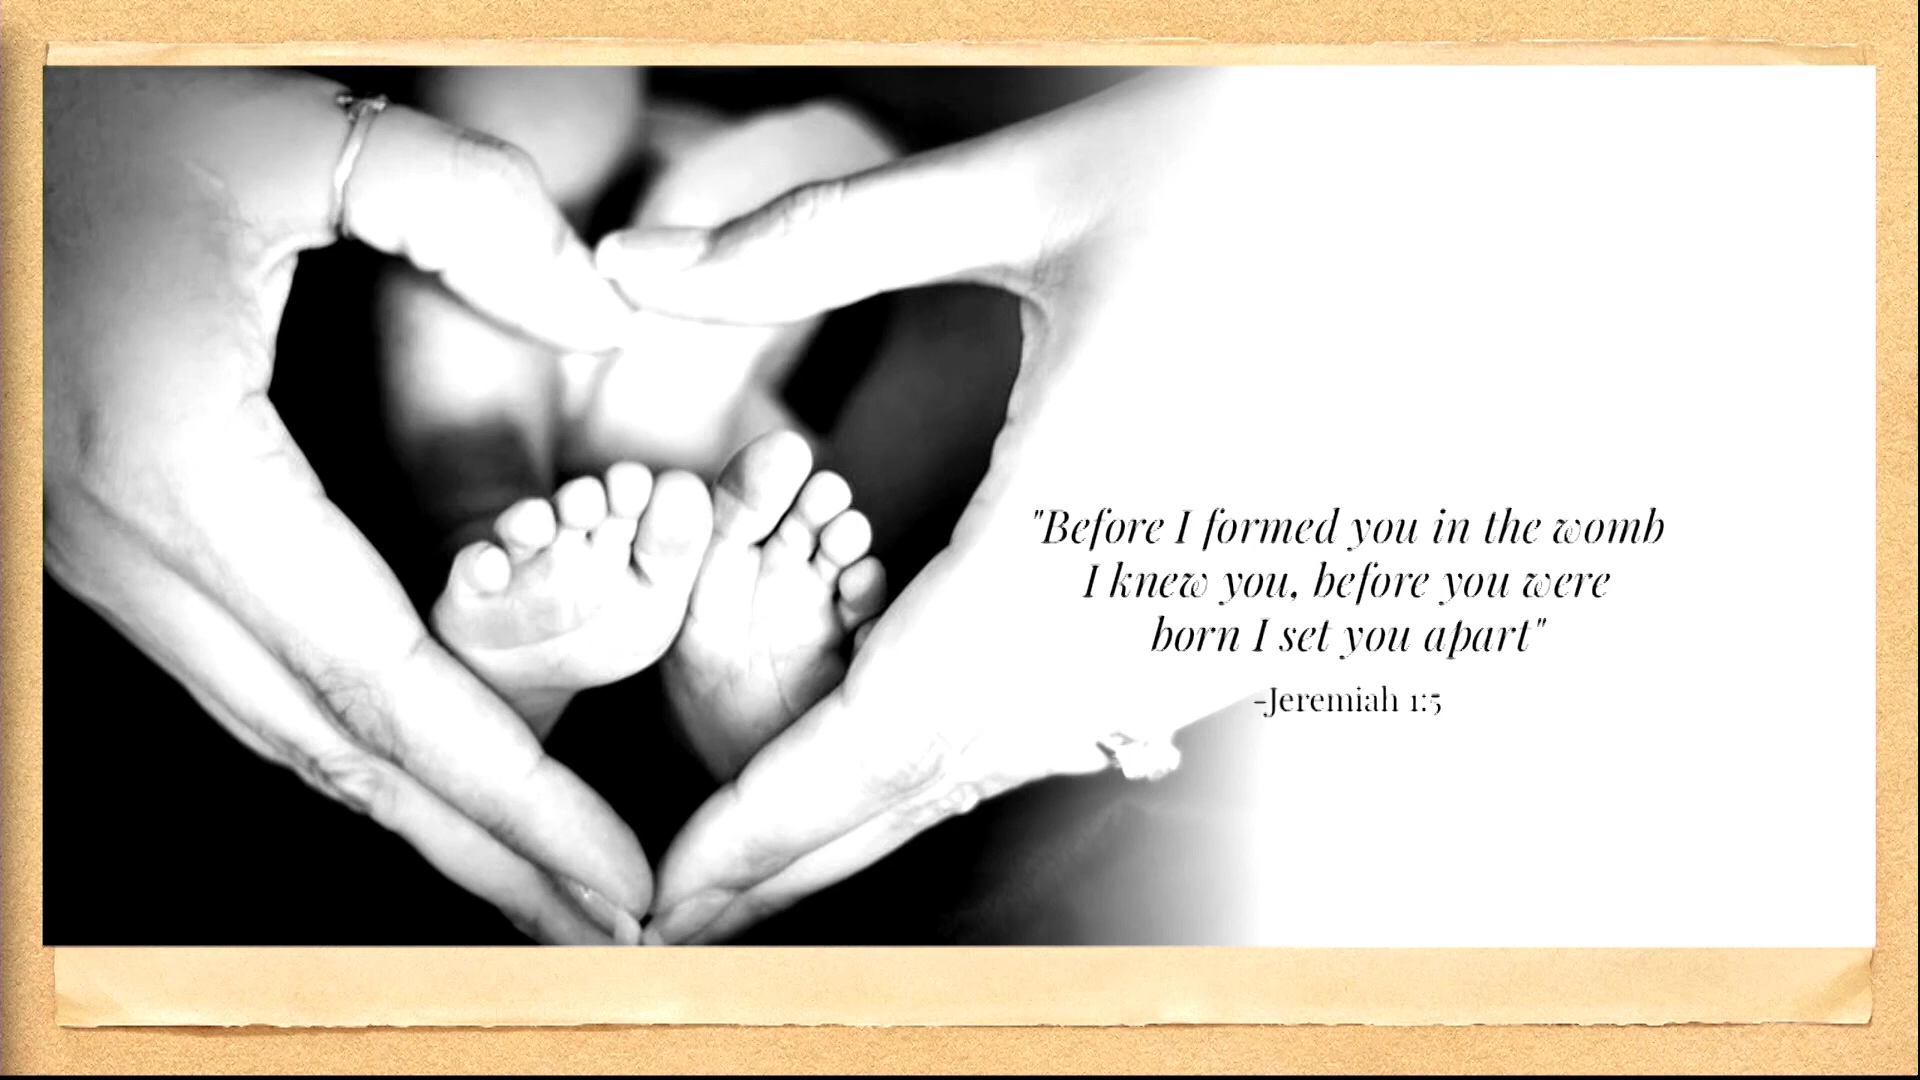 "Before I formed you in the womb
I knew you, before you were
born I set you apart"
-Jeremiah 1:5